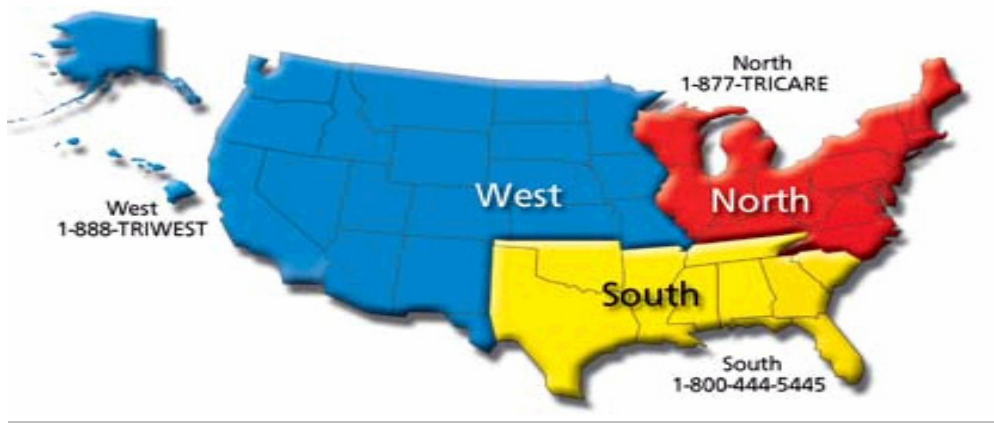 North
1-877-TRICARE
West
North
West
1-888-TRIWEST
South
South
1-800-444-5445